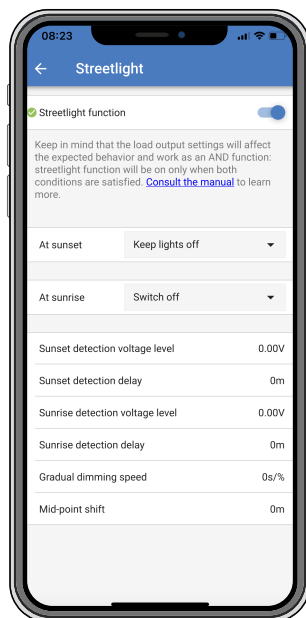 08:23
Streetlight
Streetlight function
Keep in mind that the load output settings will affect
the expected behavior and work as an AND function:
streetlight function will be on only when both
conditions are satisfied. Consult the manual to learn
more.
At sunset Keep lights off
At sunrise Switch off
Sunset detection voltage level 0.00V
Sunset detection delay 0m
Sunrise detection voltage level 0.00V
Sunrise detection delay 0m
Gradual dimming speed 0s/%
Mid-point shift 0m